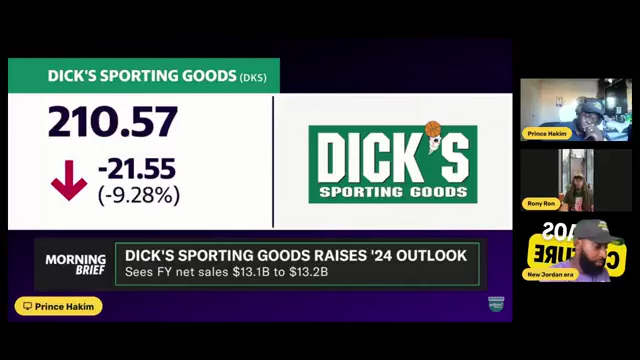 DICK'S SPORTING GOODS (DKS)
210.57
-21.55
(-9.28%)
DICK'S
SPORTING GOODS
MORNING
BRIEF
DICK'S SPORTING GOODS RAISES '24 OUTLOOK
Sees FY net sales $13.1B to $13.2B
Prince Hakim
Prince Hakim
Rony Ron
New Jordan era